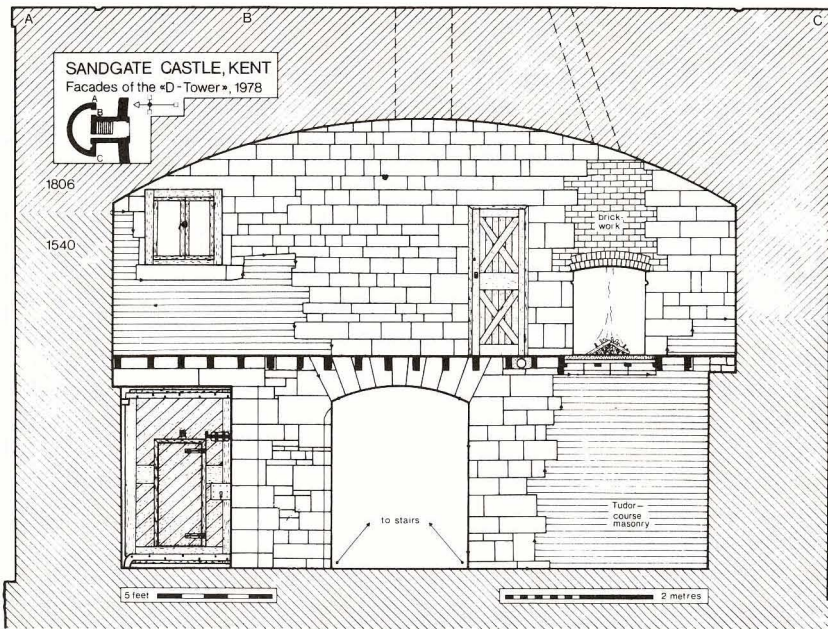 A
B
C
SANDGATE CASTLE, KENT
Facades of the «D-Tower», 1978
A
B
C
1806
1540
brick-
work
to stairs
Tudor-
course
masonry
5 feet
2 metres